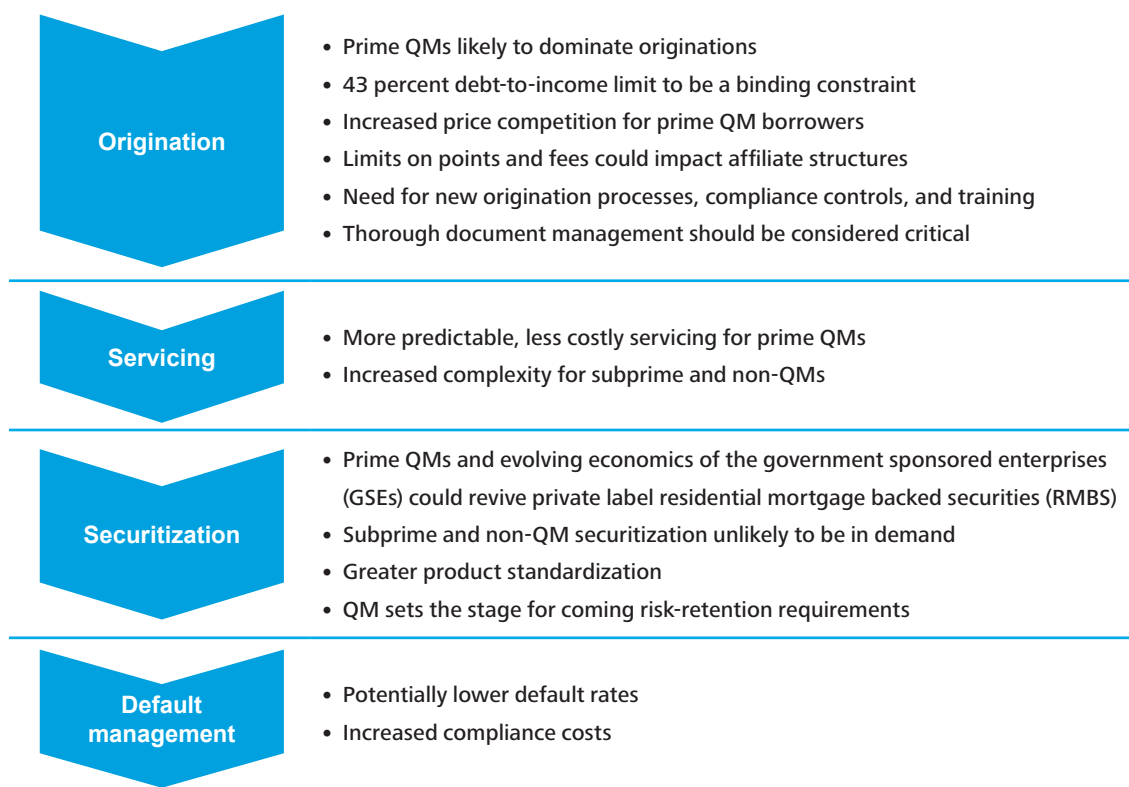 Origination
• Prime QMs likely to dominate originations
• 43 percent debt-to-income limit to be a binding constraint
• Increased price competition for prime QM borrowers
• Limits on points and fees could impact affiliate structures
• Need for new origination processes, compliance controls, and training
• Thorough document management should be considered critical
Servicing
• More predictable, less costly servicing for prime QMs
• Increased complexity for subprime and non-QMs
Securitization
• Prime QMs and evolving economics of the government sponsored enterprises
(GSEs) could revive private label residential mortgage backed securities (RMBS)
• Subprime and non-QM securitization unlikely to be in demand
• Greater product standardization
• QM sets the stage for coming risk-retention requirements
Default
management
• Potentially lower default rates
• Increased compliance costs